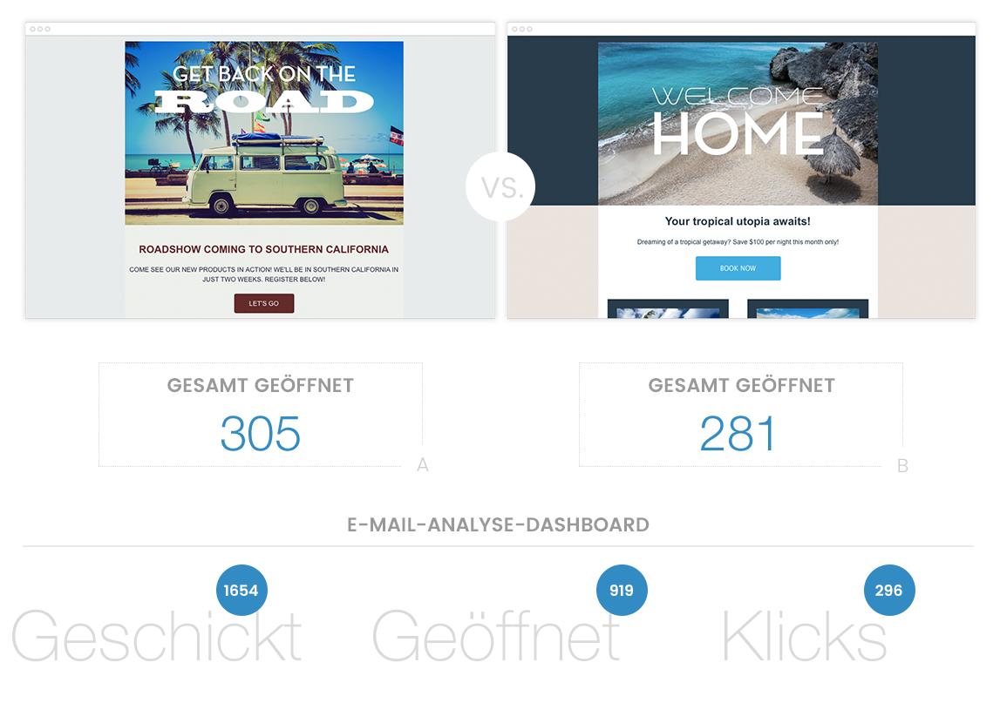 GET BACK ON THE
ROAD
ROADSHOW COMING TO SOUTHERN CALIFORNIA
COME SEE OUR NEW PRODUCTS IN ACTION! WE'LL BE IN SOUTHERN CALIFORNIA IN
JUST TWO WEEKS. REGISTER BELOW!
LET'S GO
VS.
WELCOME
HOME
Your tropical utopia awaits!
Dreaming of a tropical getaway? Save $100 per night this month only!
BOOK NOW
GESAMT GEÖFFNET
305
A
GESAMT GEÖFFNET
281
B
E-MAIL-ANALYSE-DASHBOARD
1654
Geschickt
919
Geöffnet
296
Klicks